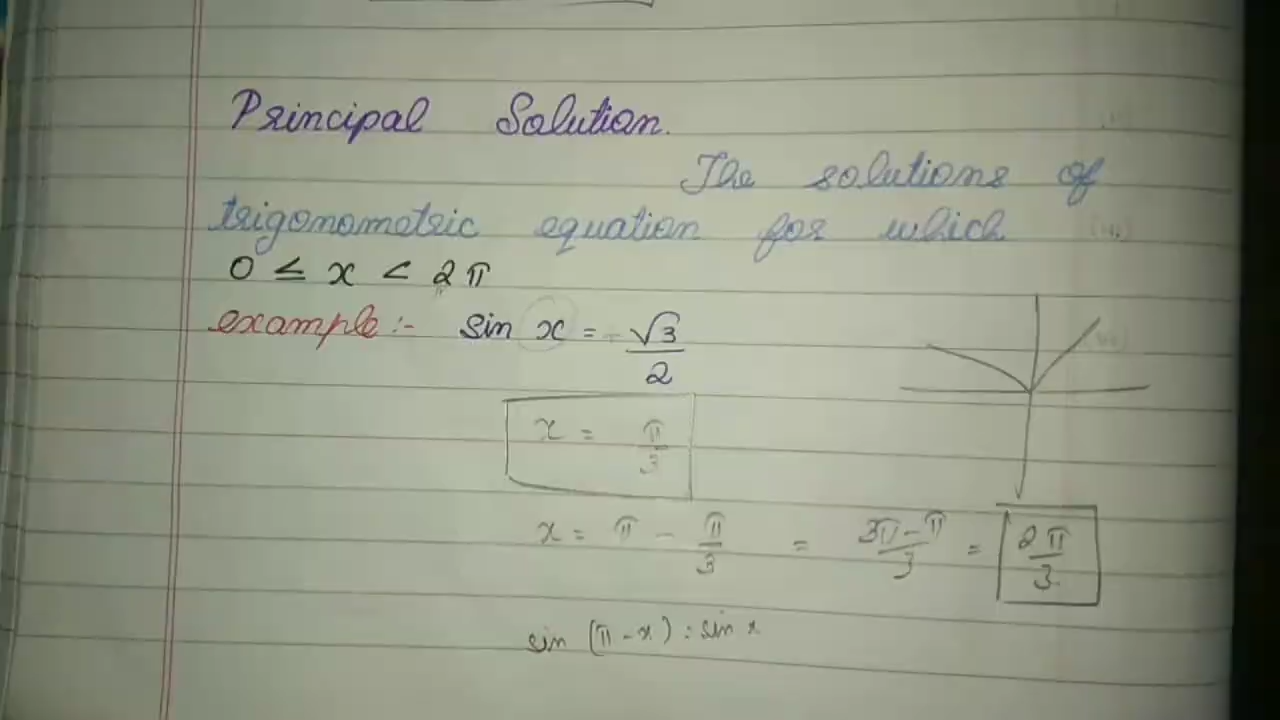 Principal Solution.
The solutions of
trigonometric equation for which
0 ≤ x < 2π
example:- sin x = √3/2
x = π/3
x = π - π/3 = 3π-π/3 = 2π/3
sin (π-x) = sin x